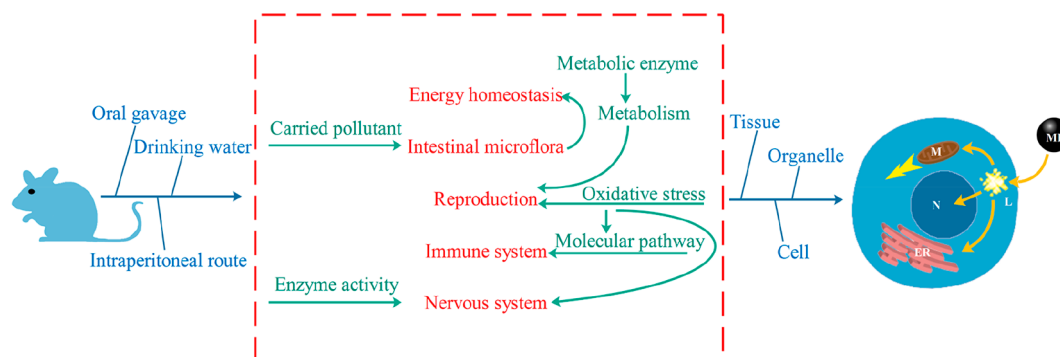 Oral gavage
Drinking water
Intraperitoneal route
Carried pollutant
Enzyme activity
Metabolic enzyme
Energy homeostasis
Metabolism
Intestinal microflora
Reproduction
Oxidative stress
Immune system
Molecular pathway
Nervous system
Tissue
Organelle
Cell
M
N
L
ER